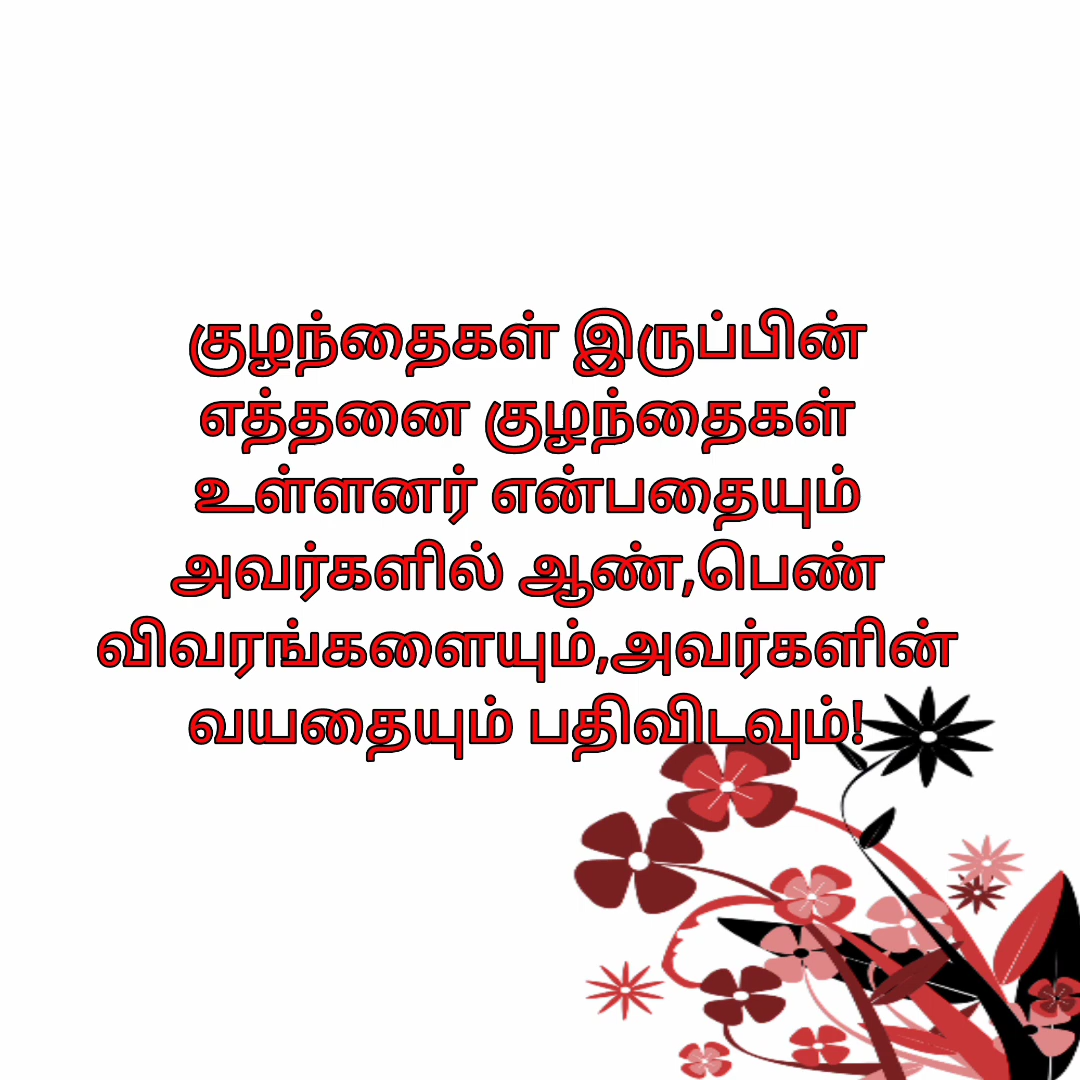 குழந்தைகள் இருப்பின்
எத்தனை குழந்தைகள்
உள்ளனர் என்பதையும்
அவர்களில் ஆண்,பெண்
விவரங்களையும்,அவர்களின்
வயதையும் பதிவிடவும்!